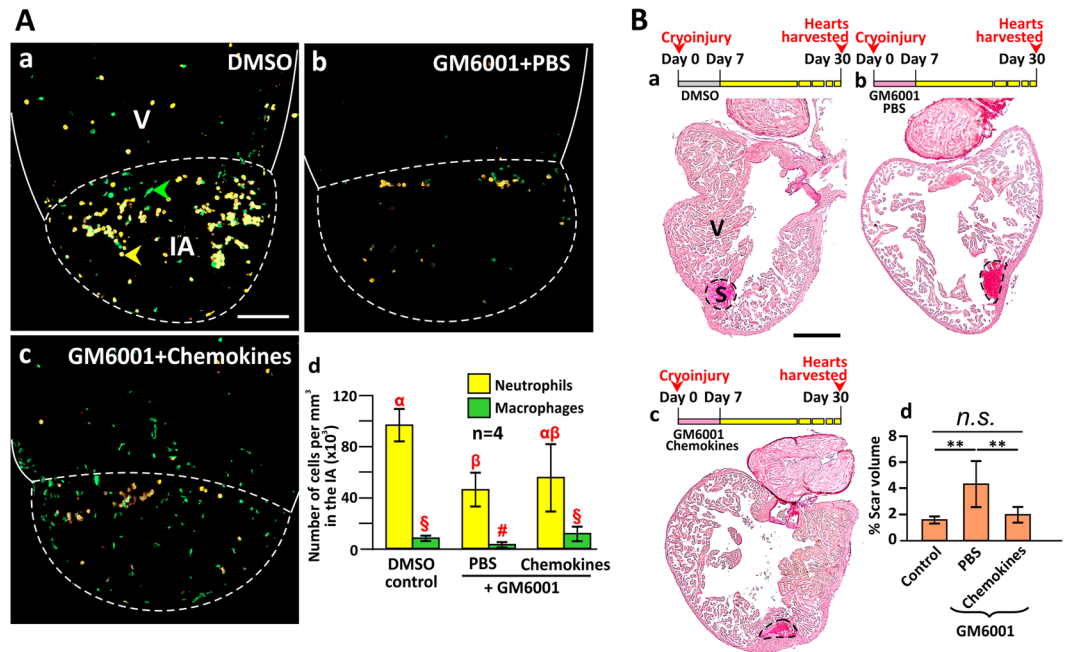 A
a
DMSO
V
IA
b
GM6001+PBS
c
GM6001+Chemokines
d
Neutrophils
Macrophages
n=4
Number of cells per mm³
in the IA (x10³)
120
80
40
0
α
§
β
#
αβ
§
DMSO
control
PBS
Chemokines
+ GM6001
B
Cryoinjury
Hearts
harvested
Day 0
Day 7
Day 30
a
DMSO
V
S
Cryoinjury
Hearts
harvested
Day 0
Day 7
Day 30
b
GM6001
PBS
Cryoinjury
Hearts
harvested
Day 0
Day 7
Day 30
c
GM6001
Chemokines
d
n.s.
**
**
% Scar volume
8
6
4
2
0
Control
PBS
Chemokines
GM6001